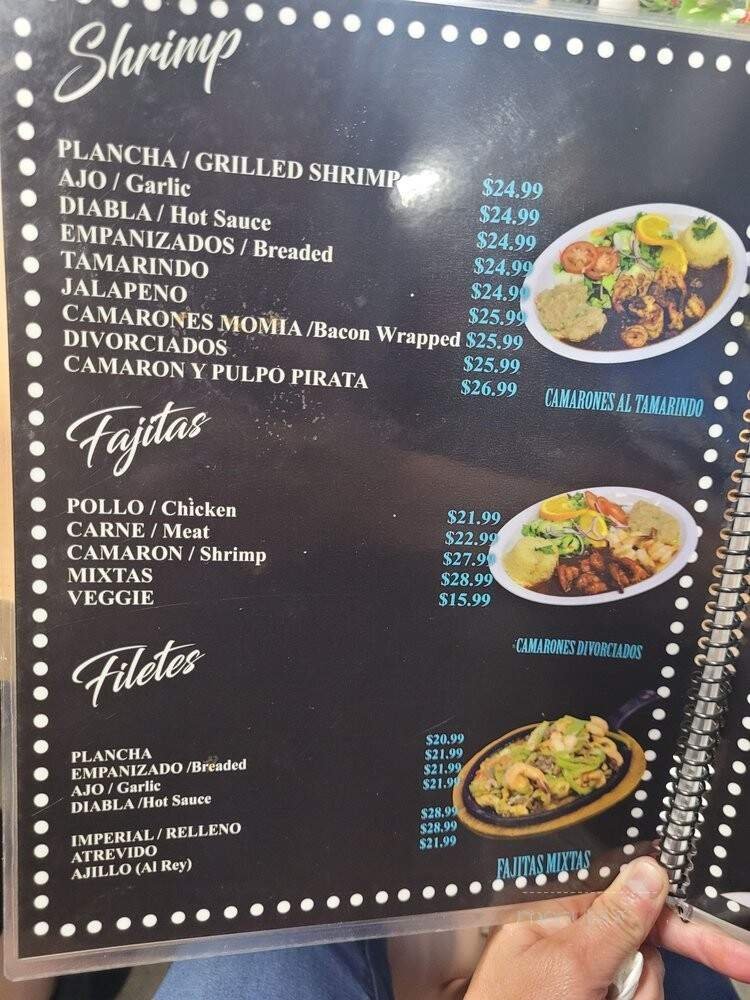 Shrimp
PLANCHA / GRILLED SHRIMP $24.99
AJO / Garlic $24.99
DIABLA / Hot Sauce $24.99
EMPANIZADOS / Breaded $24.99
TAMARINDO $24.99
JALAPENO $25.99
CAMARONES MOMIA /Bacon Wrapped $25.99
DIVORCIADOS $25.99
CAMARON Y PULPO PIRATA $26.99
CAMARONES AL TAMARINDO
Fajitas
POLLO / Chicken $21.99
CARNE / Meat $22.99
CAMARON / Shrimp $27.99
MIXTAS $28.99
VEGGIE $15.99
CAMARONES DIVORCIADOS
Filetes
PLANCHA $20.99
EMPANIZADO /Breaded $21.99
AJO / Garlic $21.99
DIABLA /Hot Sauce $21.99
IMPERIAL / RELLENO $28.99
ATREVIDO $28.99
AJILLO (Al Rey) $21.99
FAJITAS MIXTAS